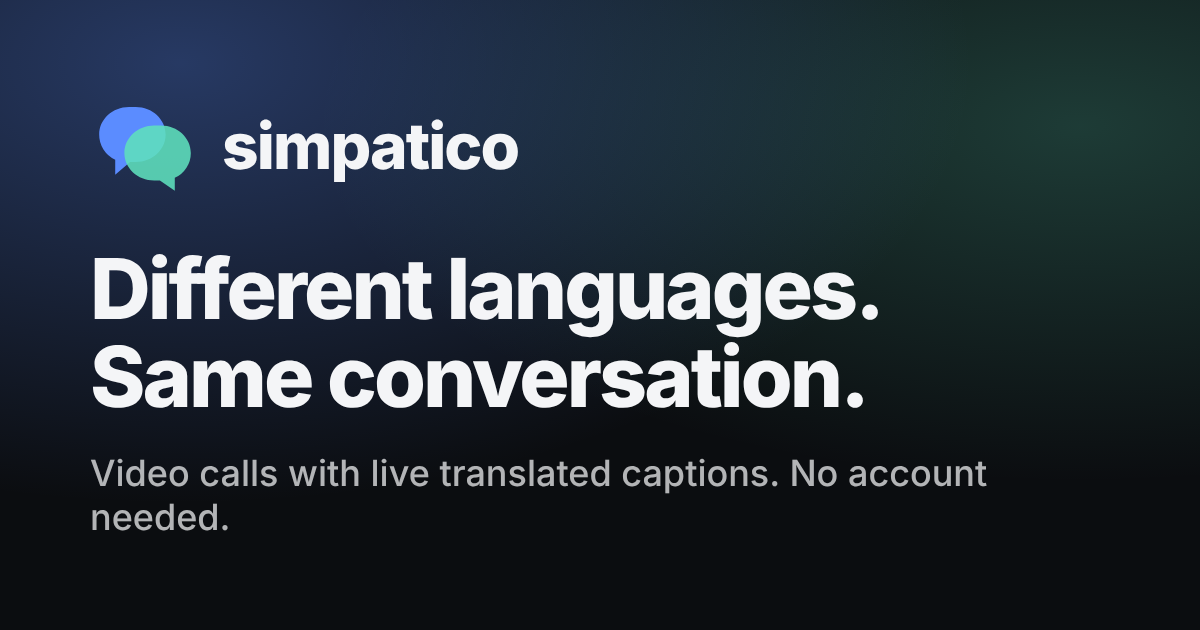 simpatico
Different languages.
Same conversation.
Video calls with live translated captions. No account
needed.